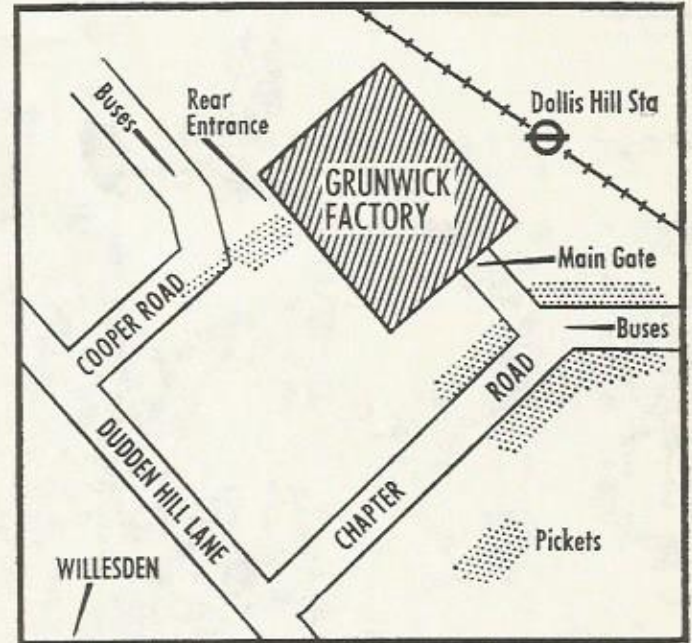 Buses
Rear
Entrance
Dollis Hill Sta
GRUNWICK
FACTORY
Main Gate
Buses
COOPER ROAD
ROAD
DUDDEN HILL LANE
CHAPTER
Pickets
WILLESDEN